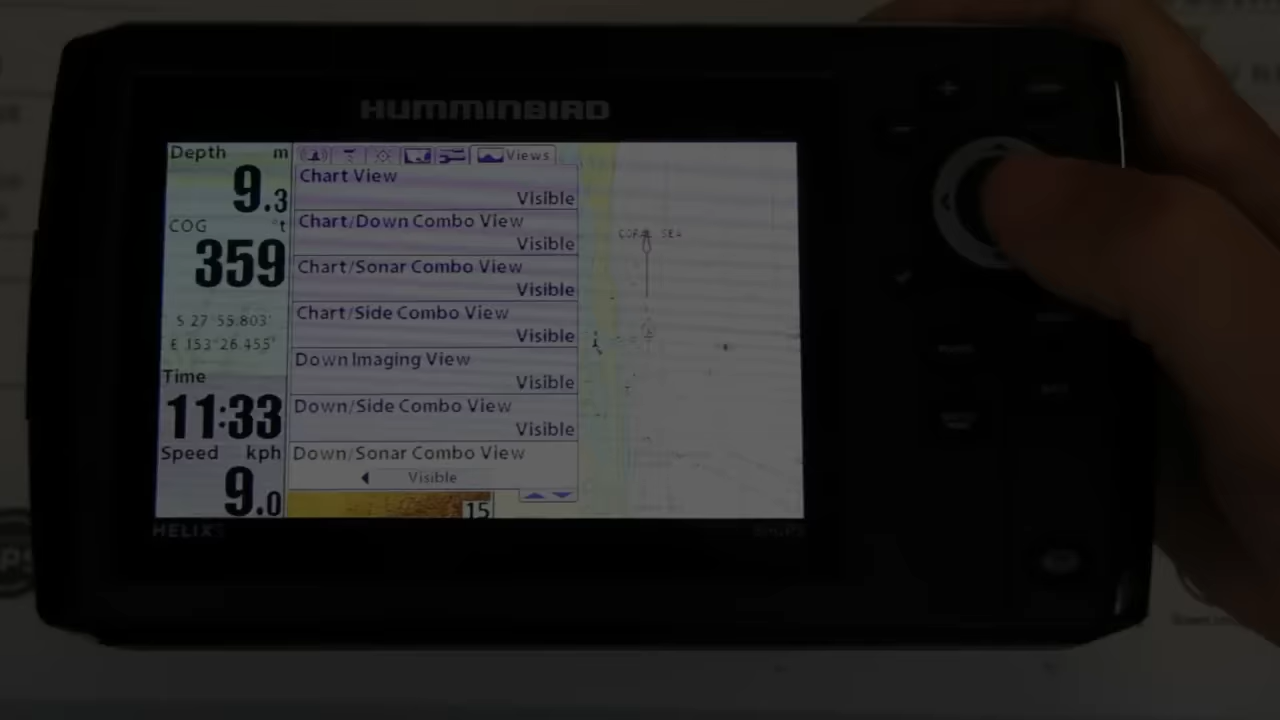 HUMMINBIRD
Depth m
9.3
COG °t
359
S 27°55.803'
E 153°26.455'
Time
11:33
Speed kph
9.0
Views
Chart View
Visible
Chart/Down Combo View
Visible
Chart/Sonar Combo View
Visible
Chart/Side Combo View
Visible
Down Imaging View
Visible
Down/Side Combo View
Visible
Down/Sonar Combo View
Visible
15
HELIX